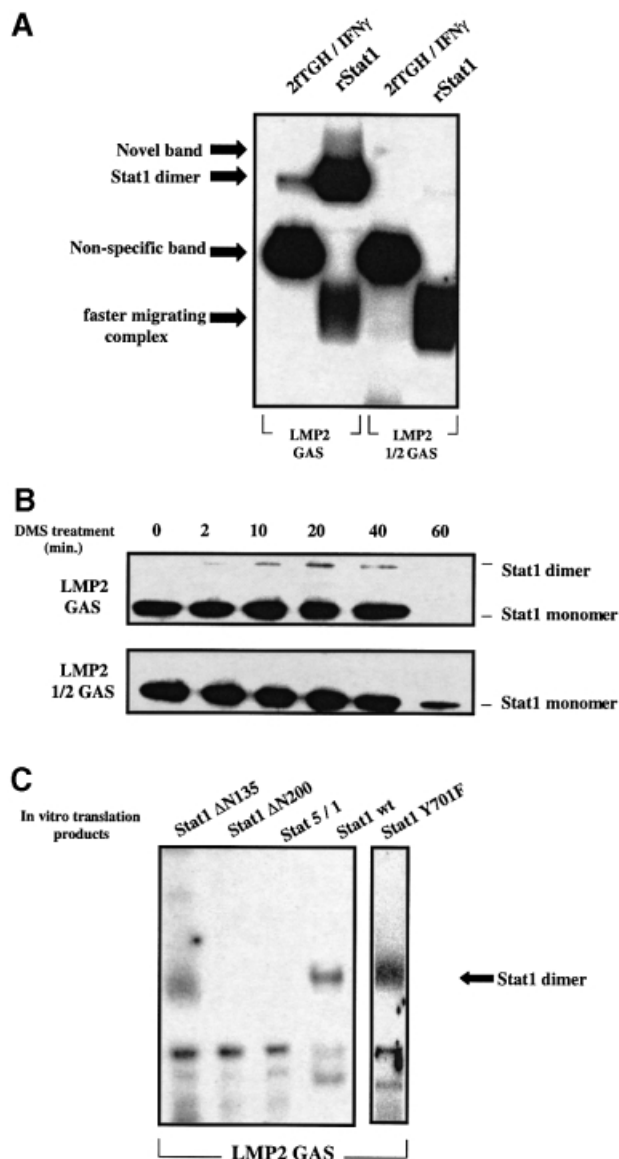 A
2fTGH / IFNγ
rStat1
2fTGH / IFNγ
rStat1
Novel band
Stat1 dimer
Non-specific band
faster migrating
complex
LMP2
GAS
LMP2
1/2 GAS
B
DMS treatment
(min.)
0 2 10 20 40 60
LMP2
GAS
Stat1 dimer
Stat1 monomer
LMP2
1/2 GAS
Stat1 monomer
C
In vitro translation
products
Stat1 ΔN135
Stat1 ΔN200
Stat 5 / 1
Stat1 wt
Stat1 Y701F
Stat1 dimer
LMP2 GAS